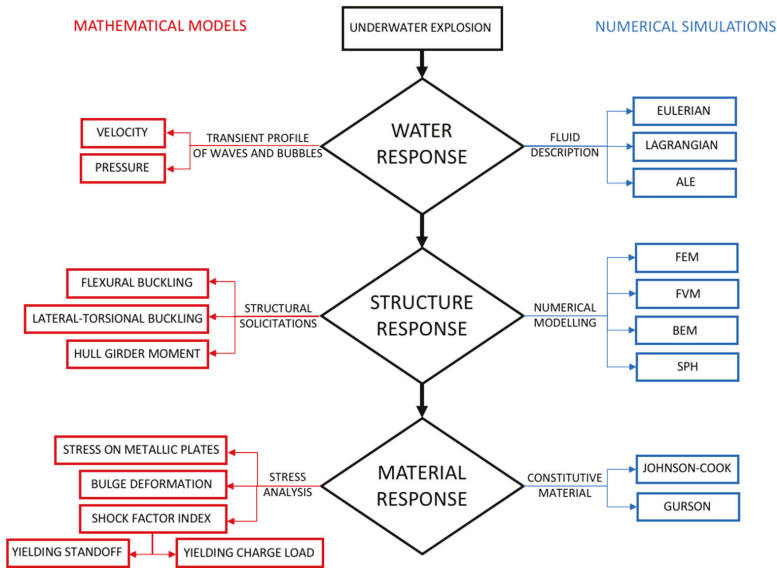 MATHEMATICAL MODELS
UNDERWATER EXPLOSION
NUMERICAL SIMULATIONS
VELOCITY
PRESSURE
TRANSIENT PROFILE
OF WAVES AND BUBBLES
WATER
RESPONSE
FLUID
DESCRIPTION
EULERIAN
LAGRANGIAN
ALE
FLEXURAL BUCKLING
LATERAL-TORSIONAL BUCKLING
HULL GIRDER MOMENT
STRUCTURAL
SOLICITATIONS
STRUCTURE
RESPONSE
NUMERICAL
MODELLING
FEM
FVM
BEM
SPH
STRESS ON METALLIC PLATES
BULGE DEFORMATION
SHOCK FACTOR INDEX
YIELDING STANDOFF
YIELDING CHARGE LOAD
STRESS
ANALYSIS
MATERIAL
RESPONSE
CONSTITUTIVE
MATERIAL
JOHNSON-COOK
GURSON